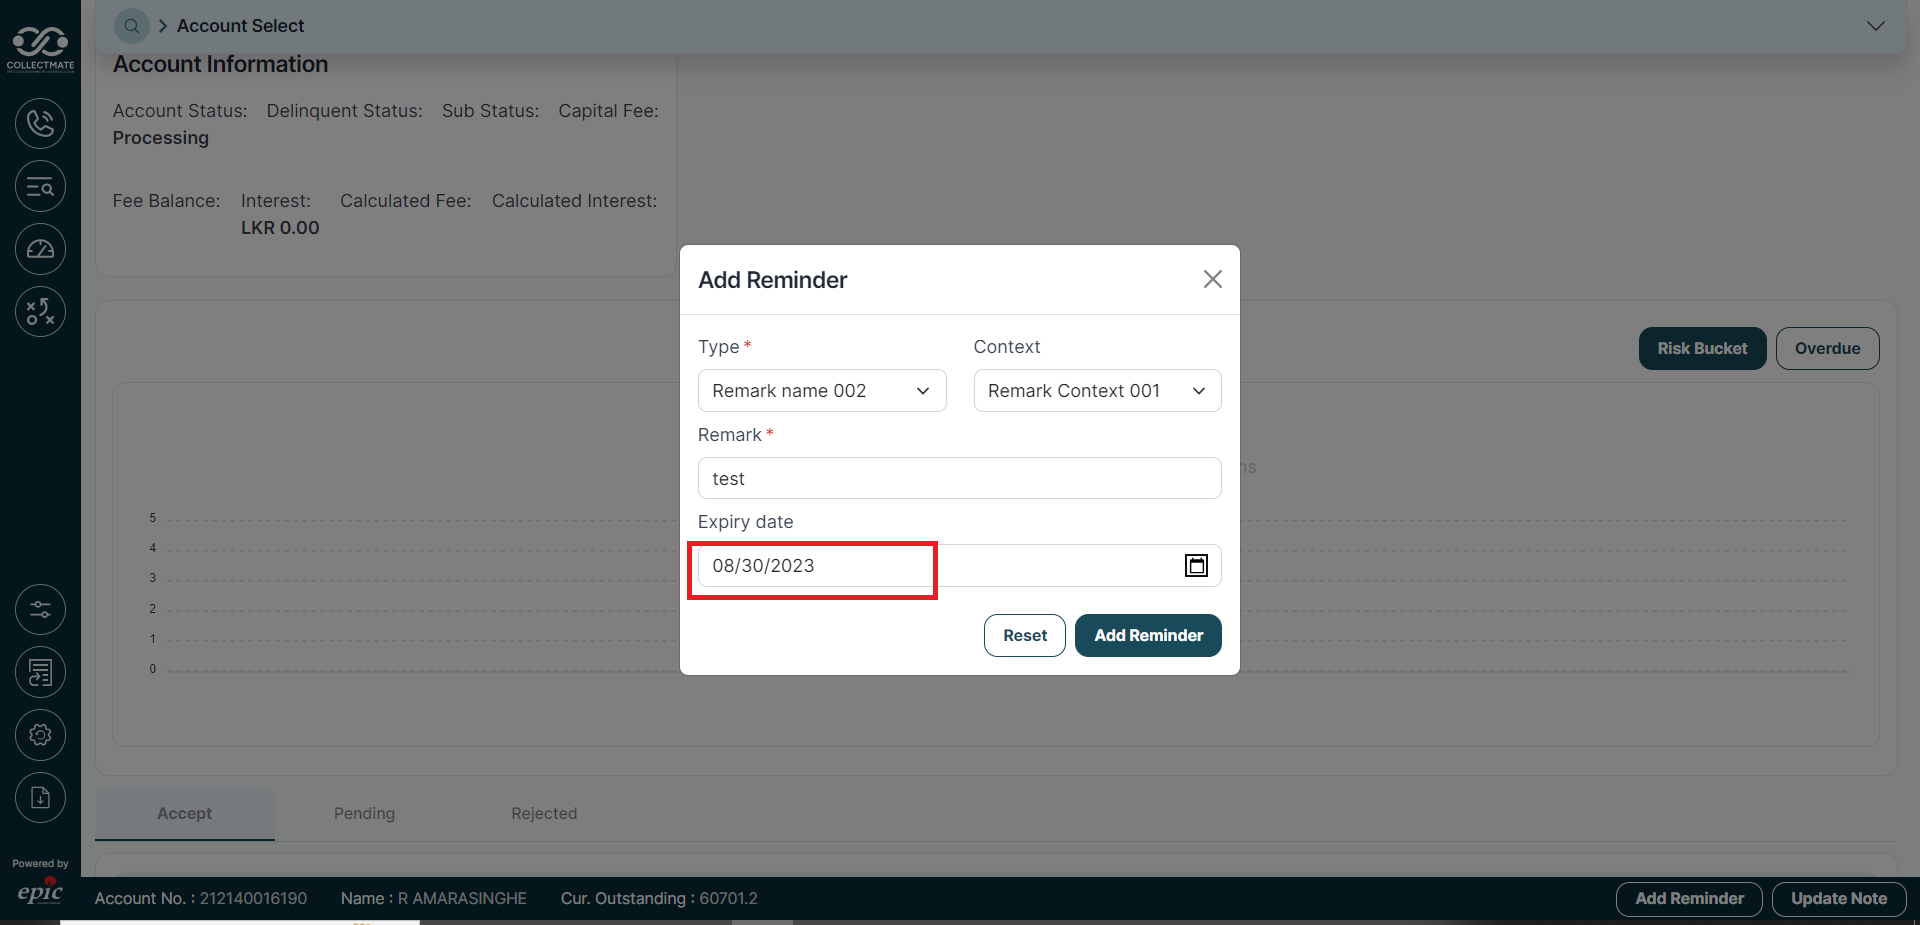 COLLECTMATE
Account Select
Account Information
Account Status: Delinquent Status: Sub Status: Capital Fee:
Processing
Fee Balance: Interest: Calculated Fee: Calculated Interest:
LKR 0.00
Risk Bucket Overdue
Add Reminder
Type * Context
Remark name 002 Remark Context 001
Remark *
test
Expiry date
08/30/2023
Reset Add Reminder
5
4
3
2
1
0
Accept Pending Rejected
Powered by
epic
Account No. : 212140016190 Name : R AMARASINGHE Cur. Outstanding : 60701.2
Add Reminder Update Note